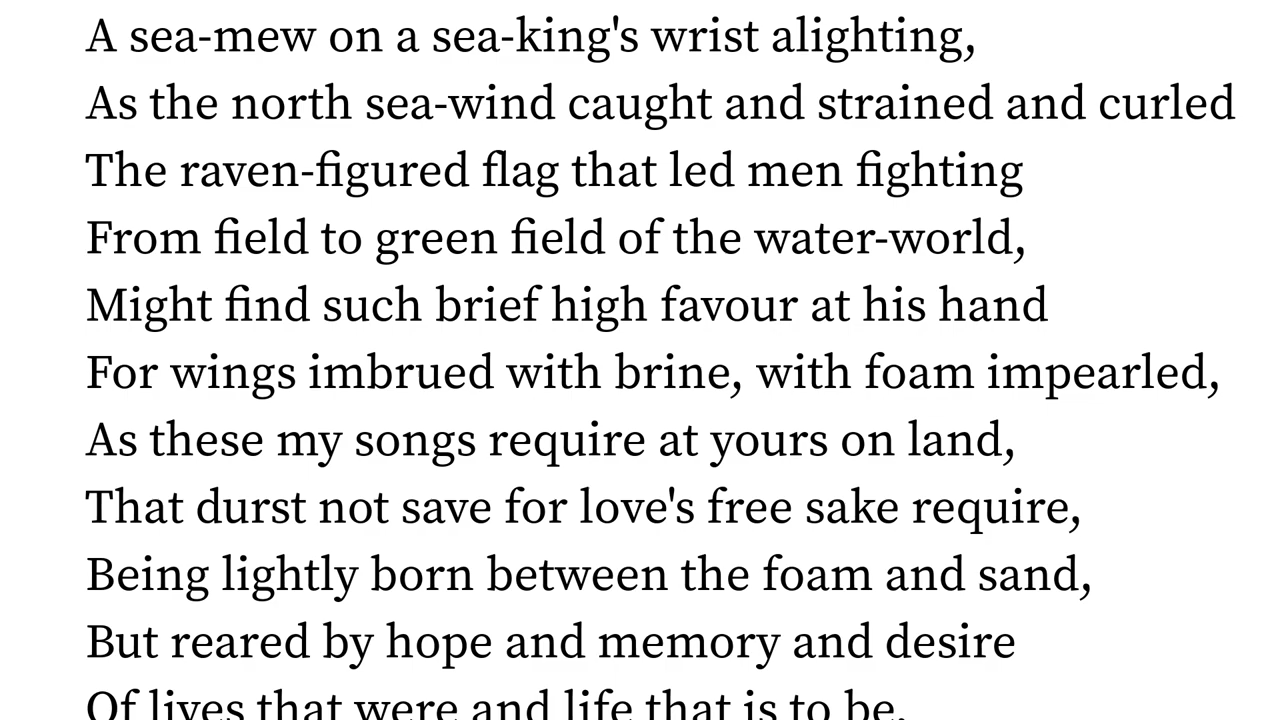 A sea-mew on a sea-king's wrist alighting,
As the north sea-wind caught and strained and curled
The raven-figured flag that led men fighting
From field to green field of the water-world,
Might find such brief high favour at his hand
For wings imbrued with brine, with foam impearled,
As these my songs require at yours on land,
That durst not save for love's free sake require,
Being lightly born between the foam and sand,
But reared by hope and memory and desire
Of lives that were and life that is to be,